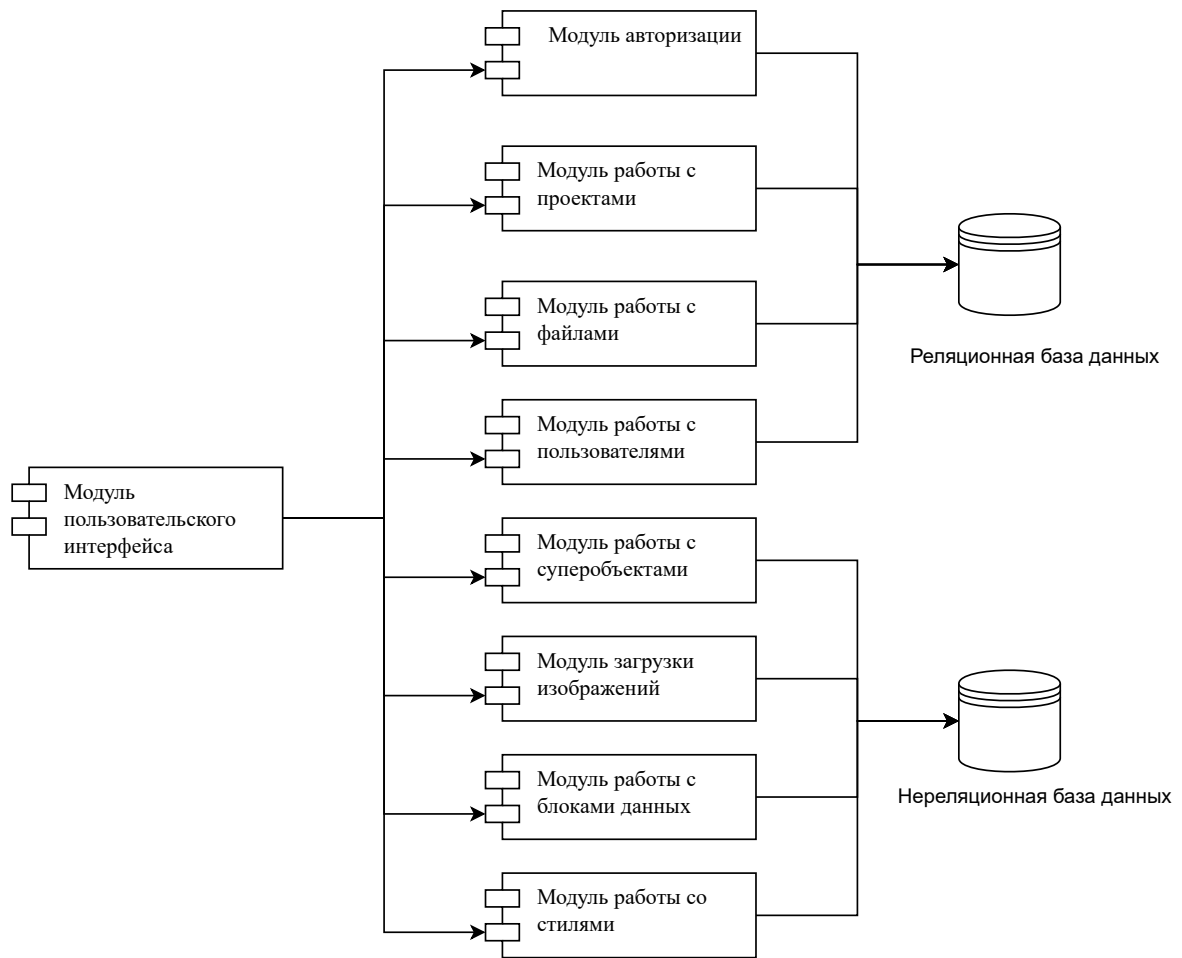 Модуль авторизации
Модуль работы с
проектами
Модуль работы с
файлами
Реляционная база данных
Модуль работы с
пользователями
Модуль
пользовательского
интерфейса
Модуль работы с
суперобъектами
Модуль загрузки
изображений
Модуль работы с
блоками данных
Нереляционная база данных
Модуль работы со
стилями